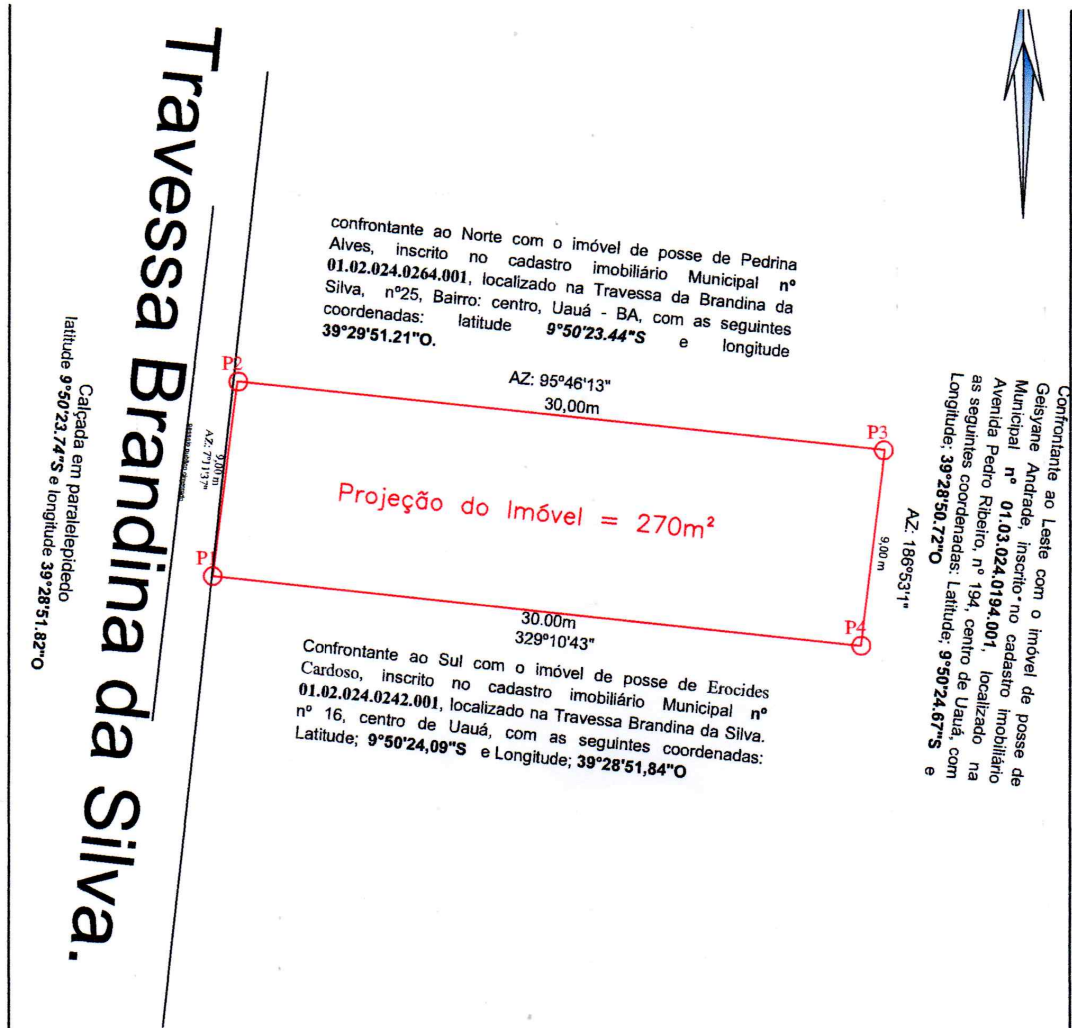 Travessa Brandina da Silva.
Calçada em paralelepidedo
latitude 9°50'23.74"S e longitude 39°28'51.82"O
confrontante ao Norte com o imóvel de posse de Pedrina
Alves, inscrito no cadastro imobiliário Municipal nº
01.02.024.0264.001, localizado na Travessa da Brandina da
Silva, nº25, Bairro: centro, Uauá - BA, com as seguintes
coordenadas: latitude 9°50'23.44"S e longitude
39°29'51.21"O.
Confrontante ao Leste com o imóvel de posse de
Geisyane Andrade, inscrito no cadastro imobiliário
Municipal nº 01.03.024.0194.001, localizado na
Avenida Pedro Ribeiro, nº 194, centro de Uauá, com
as seguintes coordenadas: Latitude; 9°50'24.67"S e
Longitude; 39°28'50.72"O
P2
AZ: 95º46'13"
30,00m
P3
9,00m
AZ: 7º11'37"
Projeção do Imóvel = 270m²
9,00m
AZ: 186º53'1"
P1
30.00m
329º10'43"
P4
Confrontante ao Sul com o imóvel de posse de Erocides
Cardoso, inscrito no cadastro imobiliário Municipal nº
01.02.024.0242.001, localizado na Travessa Brandina da Silva.
nº 16, centro de Uauá, com as seguintes coordenadas:
Latitude; 9°50'24,09"S e Longitude; 39°28'51,84"O